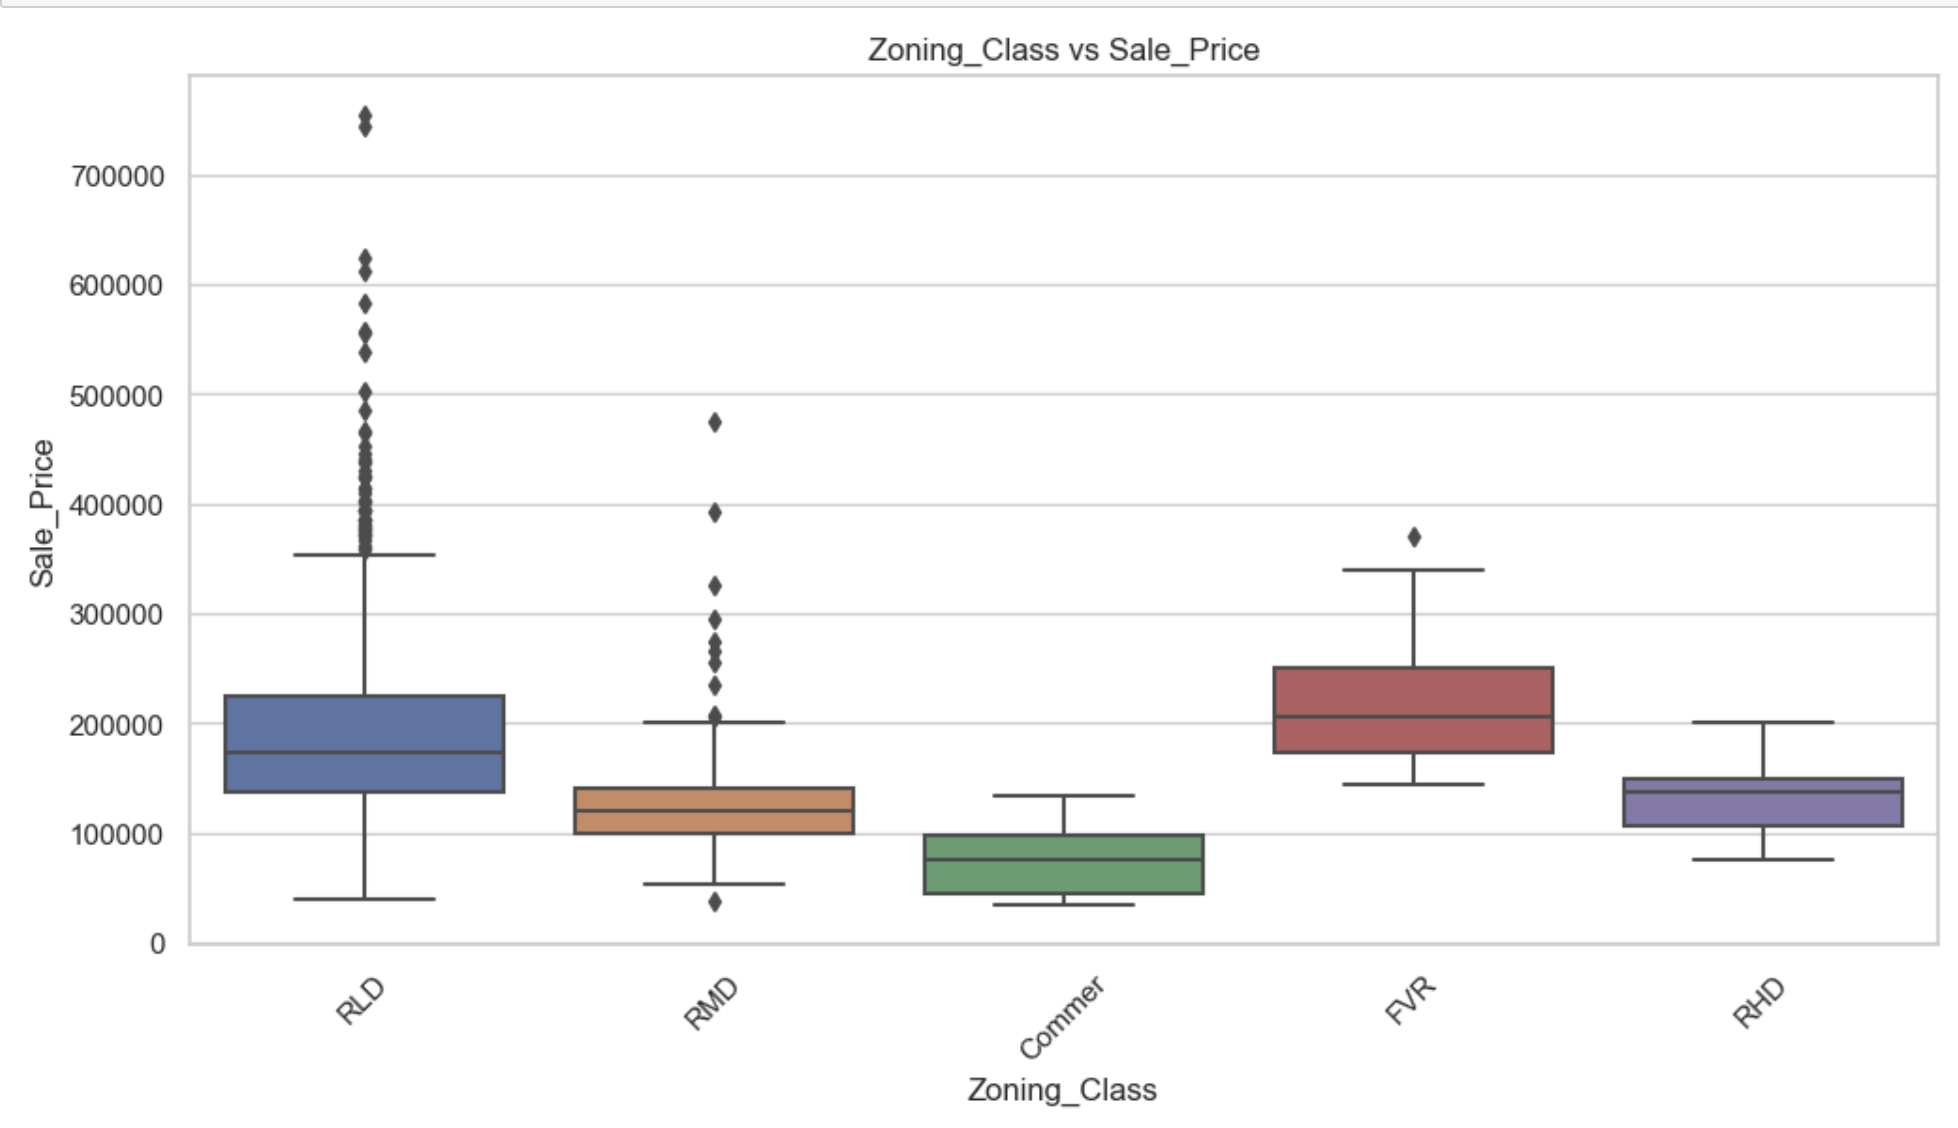 Zoning_Class vs Sale_Price
Sale_Price
700000
600000
500000
400000
300000
200000
100000
0
RLD
RMD
Commer
FVR
RHD
Zoning_Class